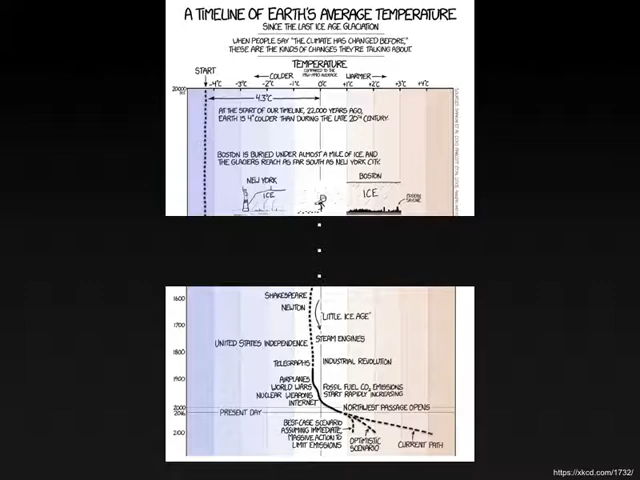 A TIMELINE OF EARTH'S AVERAGE TEMPERATURE
SINCE THE LAST ICE AGE GLACIATION
WHEN PEOPLE SAY "THE CLIMATE HAS CHANGED BEFORE,"
THESE ARE THE KINDS OF CHANGES THEY'RE TALKING ABOUT.
TEMPERATURE
START
COLDER
WARMER
-4°C -3°C -2°C -1°C 0°C +1°C +2°C +3°C +4°C
20000
4.3°C
AT THE START OF OUR TIMELINE, 22,000 YEARS AGO,
EARTH IS 4° COLDER THAN DURING THE LATE 20TH CENTURY.
BOSTON IS BURIED UNDER ALMOST A MILE OF ICE AND
THE GLACIERS REACH AS FAR SOUTH AS NEW YORK CITY.
NEW YORK
BOSTON
ICE
ICE
SHAKESPEARE
1600
NEWTON
"LITTLE ICE AGE"
1700
UNITED STATES INDEPENDENCE
STEAM ENGINES
1800
TELEGRAPHS
INDUSTRIAL REVOLUTION
1900
AIRPLANES
WORLD WARS
NUCLEAR WEAPONS
INTERNET
FOSSIL FUEL CO₂ EMISSIONS
START RAPIDLY INCREASING
2000
NORTHWEST PASSAGE OPENS
2016
PRESENT DAY
BEST-CASE SCENARIO
ASSUMING IMMEDIATE
MASSIVE ACTION TO
LIMIT EMISSIONS
OPTIMISTIC
SCENARIO
CURRENT PATH
2100
https://xkcd.com/1732/